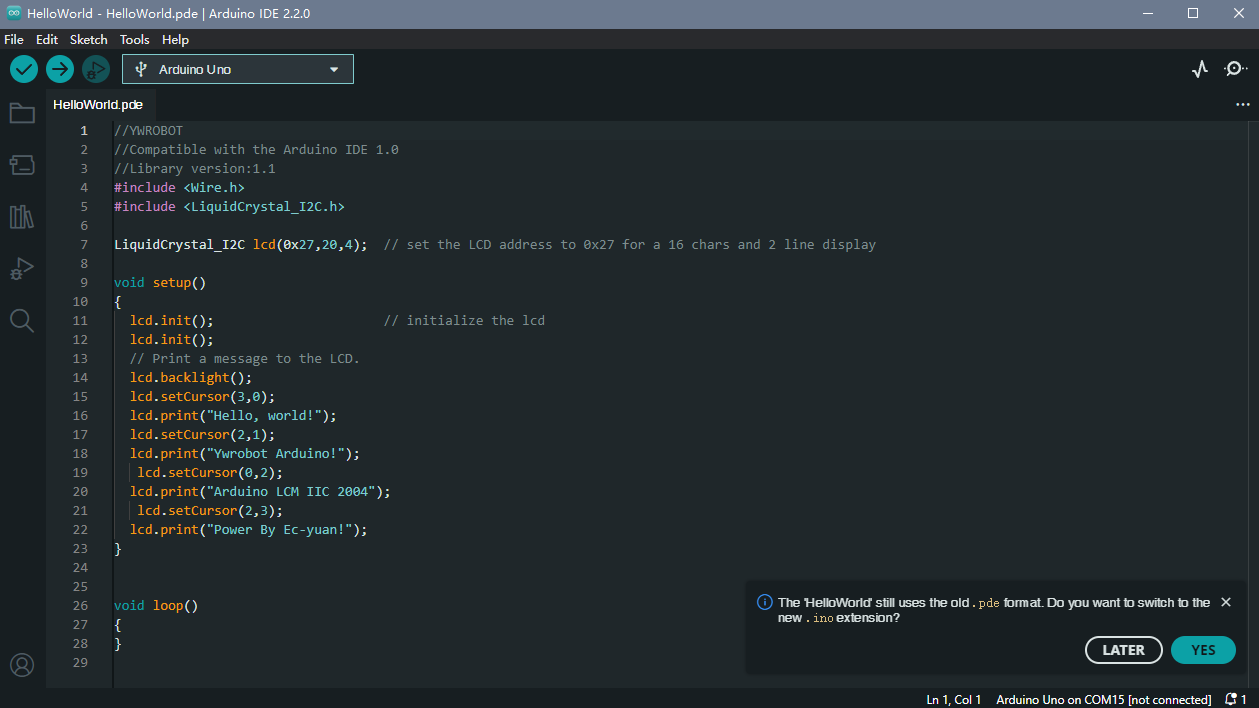 HelloWorld - HelloWorld.pde | Arduino IDE 2.2.0
File Edit Sketch Tools Help
Arduino Uno
HelloWorld.pde
1 //YWROBOT
2 //Compatible with the Arduino IDE 1.0
3 //Library version:1.1
4 #include <Wire.h>
5 #include <LiquidCrystal_I2C.h>
6
7 LiquidCrystal_I2C lcd(0x27,20,4);  // set the LCD address to 0x27 for a 16 chars and 2 line display
8
9 void setup()
10 {
11   lcd.init();                      // initialize the lcd
12   lcd.init();
13   // Print a message to the LCD.
14   lcd.backlight();
15   lcd.setCursor(3,0);
16   lcd.print("Hello, world!");
17   lcd.setCursor(2,1);
18   lcd.print("Ywrobot Arduino!");
19    lcd.setCursor(0,2);
20   lcd.print("Arduino LCM IIC 2004");
21    lcd.setCursor(2,3);
22   lcd.print("Power By Ec-yuan!");
23 }
24
25
26 void loop()
27 {
28 }
29
The 'HelloWorld' still uses the old .pde format. Do you want to switch to the
new .ino extension?
LATER YES
Ln 1, Col 1 Arduino Uno on COM15 [not connected] 1